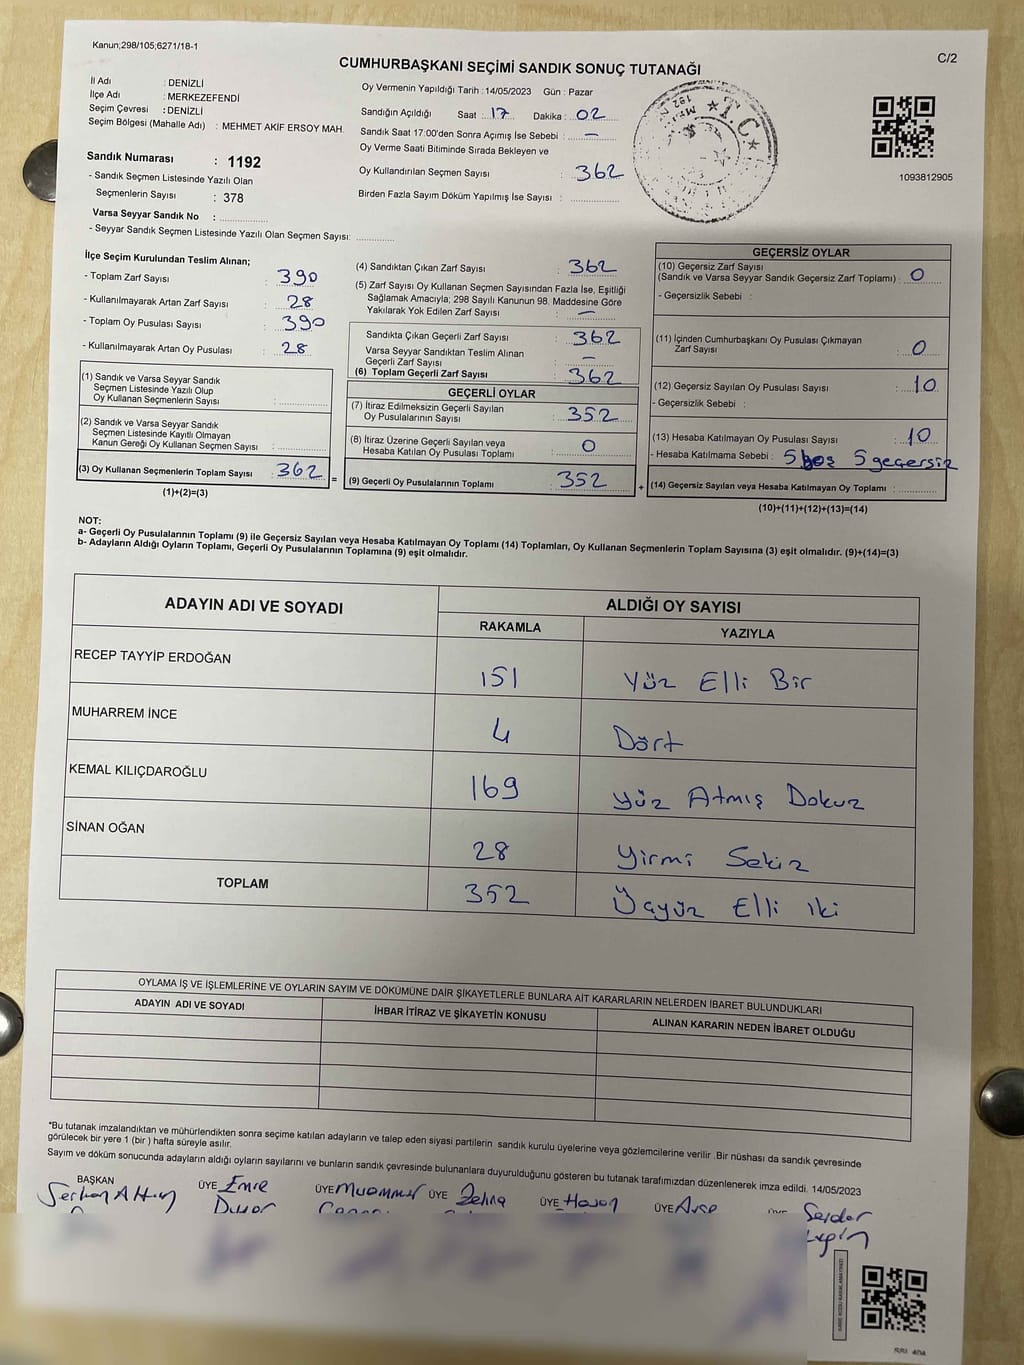 Kanun;298/105;6271/18-1
C/2
CUMHURBAŞKANI SEÇİMİ SANDIK SONUÇ TUTANAĞI
İl Adı : DENİZLİ
İlçe Adı : MERKEZEFENDİ
Seçim Çevresi : DENİZLİ
Seçim Bölgesi (Mahalle Adı) : MEHMET AKİF ERSOY MAH.
Sandık Numarası : 1192
- Sandık Seçmen Listesinde Yazılı Olan
Seçmenlerin Sayısı : 378
Varsa Seyyar Sandık No : ............
- Seyyar Sandık Seçmen Listesinde Yazılı Olan Seçmen Sayısı: ............
Oy Vermenin Yapıldığı Tarih :14/05/2023 Gün : Pazar
Sandığın Açıldığı Saat : 17 Dakika : 02
Sandık Saat 17:00'den Sonra Açımış İse Sebebi : —
Oy Verme Saati Bitiminde Sırada Bekleyen ve
Oy Kullandırılan Seçmen Sayısı : 362
Birden Fazla Sayım Döküm Yapılmış İse Sayısı : ............
T.C.
1093812905
İlçe Seçim Kurulundan Teslim Alınan;
- Toplam Zarf Sayısı : 390
- Kullanılmayarak Artan Zarf Sayısı : 28
- Toplam Oy Pusulası Sayısı : 390
- Kullanılmayarak Artan Oy Pusulası : 28
(1) Sandık ve Varsa Seyyar Sandık
Seçmen Listesinde Yazılı Olup
Oy Kullanan Seçmenlerin Sayısı : ............
(2) Sandık ve Varsa Seyyar Sandık
Seçmen Listesinde Kayıtlı Olmayan
Kanun Gereği Oy Kullanan Seçmen Sayısı : ............
(3) Oy Kullanan Seçmenlerin Toplam Sayısı : 362
(1)+(2)=(3)
(4) Sandıktan Çıkan Zarf Sayısı : 362
(5) Zarf Sayısı Oy Kullanan Seçmen Sayısından Fazla İse, Eşitliği
Sağlamak Amacıyla; 298 Sayılı Kanunun 98. Maddesine Göre
Yakılarak Yok Edilen Zarf Sayısı : —
Sandıkta Çıkan Geçerli Zarf Sayısı : 362
Varsa Seyyar Sandıktan Teslim Alınan
Geçerli Zarf Sayısı : —
(6) Toplam Geçerli Zarf Sayısı : 362
GEÇERLİ OYLAR
(7) İtiraz Edilmeksizin Geçerli Sayılan
Oy Pusulalarının Sayısı : 352
(8) İtiraz Üzerine Geçerli Sayılan veya
Hesaba Katılan Oy Pusulası Toplamı : 0
= (9) Geçerli Oy Pusulalarının Toplamı : 352 +
GEÇERSİZ OYLAR
(10) Geçersiz Zarf Sayısı
(Sandık ve Varsa Seyyar Sandık Geçersiz Zarf Toplamı) : 0
- Geçersizlik Sebebi :
(11) İçinden Cumhurbaşkanı Oy Pusulası Çıkmayan
Zarf Sayısı : 0
(12) Geçersiz Sayılan Oy Pusulası Sayısı : 10
- Geçersizlik Sebebi :
(13) Hesaba Katılmayan Oy Pusulası Sayısı : 10
- Hesaba Katılmama Sebebi : 5 boş 5 geçersiz
(14) Geçersiz Sayılan veya Hesaba Katılmayan Oy Toplamı : ............
(10)+(11)+(12)+(13)=(14)
NOT:
a- Geçerli Oy Pusulalarının Toplamı (9) ile Geçersiz Sayılan veya Hesaba Katılmayan Oy Toplamı (14) Toplamları, Oy Kullanan Seçmenlerin Toplam Sayısına (3) eşit olmalıdır. (9)+(14)=(3)
b- Adayların Aldığı Oyların Toplamı, Geçerli Oy Pusulalarının Toplamına (9) eşit olmalıdır.
ADAYIN ADI VE SOYADI ALDIĞI OY SAYISI
RAKAMLA YAZIYLA
RECEP TAYYİP ERDOĞAN 151 Yüz Elli Bir
MUHARREM İNCE 4 Dört
KEMAL KILIÇDAROĞLU 169 Yüz Atmış Dokuz
SİNAN OĞAN 28 Yirmi Sekiz
TOPLAM 352 Üçyüz Elli iki
OYLAMA İŞ VE İŞLEMLERİNE VE OYLARIN SAYIM VE DÖKÜMÜNE DAİR ŞİKAYETLERLE BUNLARA AİT KARARLARIN NELERDEN İBARET BULUNDUKLARI
ADAYIN ADI VE SOYADI İHBAR İTİRAZ VE ŞİKAYETİN KONUSU ALINAN KARARIN NEDEN İBARET OLDUĞU
*Bu tutanak imzalandıktan ve mühürlendikten sonra seçime katılan adayların ve talep eden siyasi partilerin sandık kurulu üyelerine veya gözlemcilerine verilir .Bir nüshası da sandık çevresinde
görülecek bir yere 1 (bir ) hafta süreyle asılır.
Sayım ve döküm sonucunda adayların aldığı oyların sayılarını ve bunların sandık çevresinde bulunanlara duyurulduğunu gösteren bu tutanak tarafımızdan düzenlenerek imza edildi. 14/05/2023
BAŞKAN ÜYE Emre ÜYE Muammer ÜYE Zehra ÜYE Hasan ÜYE Ayşe ÜYE Serdar
Serkan Altın